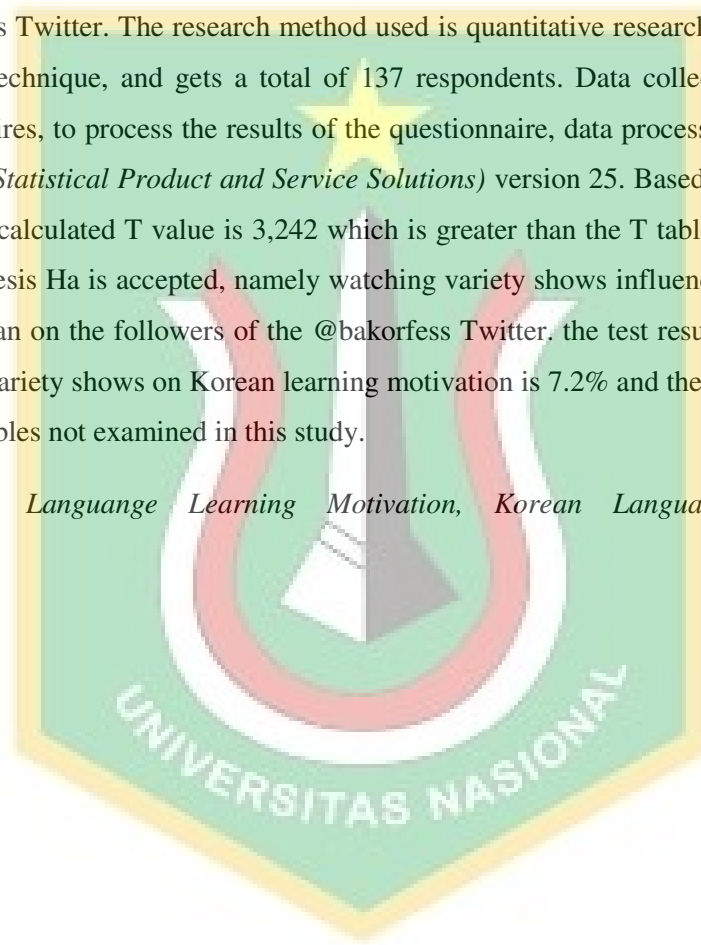 s Twitter. The research method used is quantitative research
echnique, and gets a total of 137 respondents. Data collec
ires, to process the results of the questionnaire, data process
Statistical Product and Service Solutions) version 25. Based
calculated T value is 3,242 which is greater than the T tabl
esis Ha is accepted, namely watching variety shows influenc
an on the followers of the @bakorfess Twitter. the test resu
ariety shows on Korean learning motivation is 7.2% and the
bles not examined in this study.
Languange Learning Motivation, Korean Langua
UNIVERSITAS NASIONAL